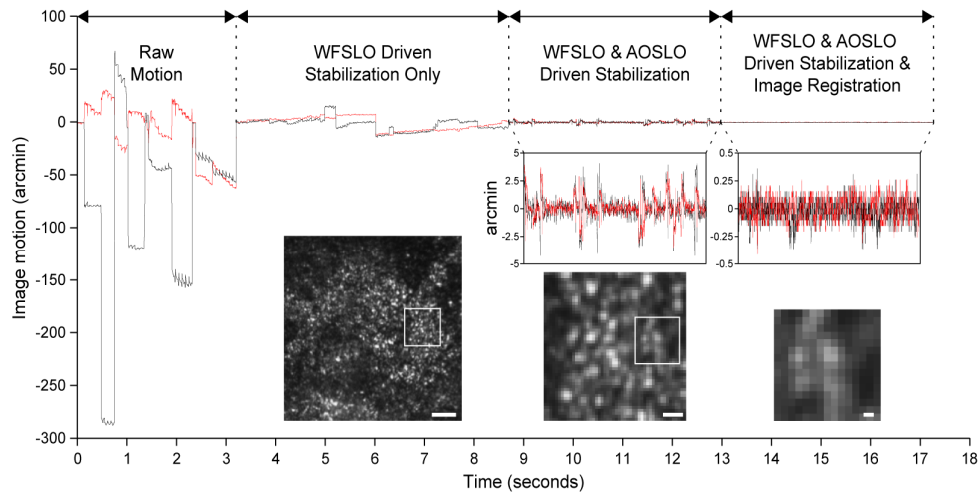 100
50
0
-50
-100
-150
-200
-250
-300
Image motion (arcmin)
Raw
Motion
WFSLO Driven
Stabilization Only
WFSLO & AOSLO
Driven Stabilization
WFSLO & AOSLO
Driven Stabilization &
Image Registration
arcmin
5
2.5
0
-2.5
-5
0.5
0.25
0
-0.25
-0.5
0 1 2 3 4 5 6 7 8 9 10 11 12 13 14 15 16 17 18
Time (seconds)